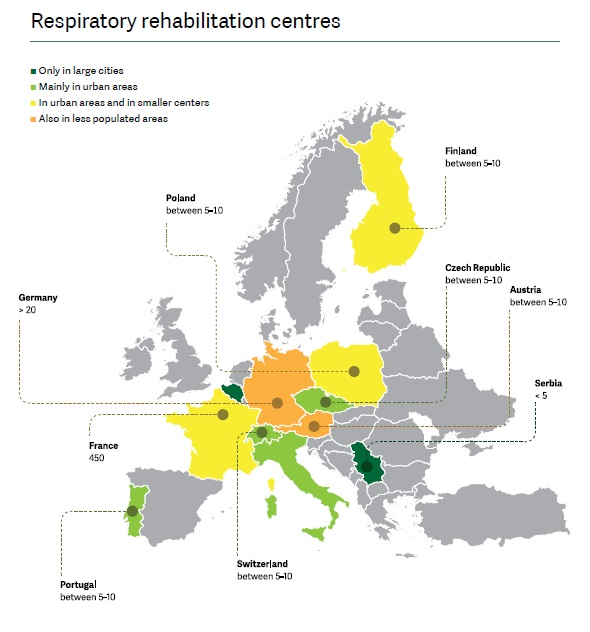 Respiratory rehabilitation centres
Only in large cities
Mainly in urban areas
In urban areas and in smaller centers
Also in less populated areas
Finland
between 5-10
Poland
between 5-10
Czech Republic
between 5-10
Austria
between 5-10
Germany
> 20
Serbia
< 5
France
450
Switzerland
between 5-10
Portugal
between 5-10